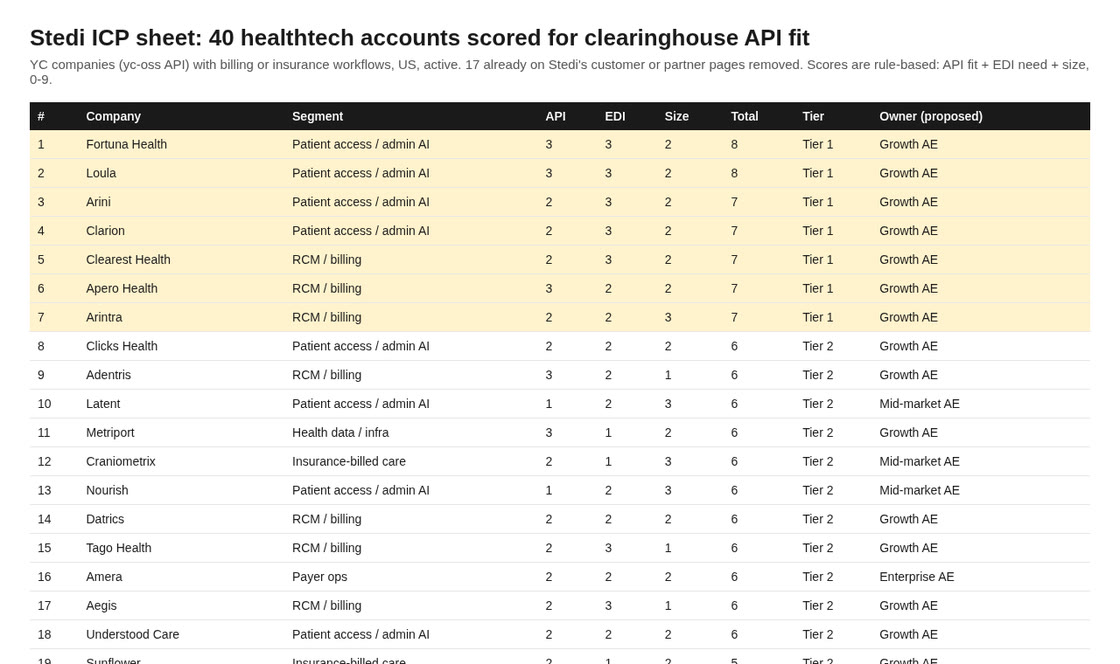 Stedi ICP sheet: 40 healthtech accounts scored for clearinghouse API fit
YC companies (yc-oss API) with billing or insurance workflows, US, active. 17 already on Stedi's customer or partner pages removed. Scores are rule-based: API fit + EDI need + size,
0-9.
# Company Segment API EDI Size Total Tier Owner (proposed)
1 Fortuna Health Patient access / admin AI 3 3 2 8 Tier 1 Growth AE
2 Loula Patient access / admin AI 3 3 2 8 Tier 1 Growth AE
3 Arini Patient access / admin AI 2 3 2 7 Tier 1 Growth AE
4 Clarion Patient access / admin AI 2 3 2 7 Tier 1 Growth AE
5 Clearest Health RCM / billing 2 3 2 7 Tier 1 Growth AE
6 Apero Health RCM / billing 3 2 2 7 Tier 1 Growth AE
7 Arintra RCM / billing 2 2 3 7 Tier 1 Growth AE
8 Clicks Health Patient access / admin AI 2 2 2 6 Tier 2 Growth AE
9 Adentris RCM / billing 3 2 1 6 Tier 2 Growth AE
10 Latent Patient access / admin AI 1 2 3 6 Tier 2 Mid-market AE
11 Metriport Health data / infra 3 1 2 6 Tier 2 Growth AE
12 Craniometrix Insurance-billed care 2 1 3 6 Tier 2 Mid-market AE
13 Nourish Patient access / admin AI 1 2 3 6 Tier 2 Mid-market AE
14 Datrics RCM / billing 2 2 2 6 Tier 2 Growth AE
15 Tago Health RCM / billing 2 3 1 6 Tier 2 Growth AE
16 Amera Payer ops 2 2 2 6 Tier 2 Enterprise AE
17 Aegis RCM / billing 2 3 1 6 Tier 2 Growth AE
18 Understood Care Patient access / admin AI 2 2 2 6 Tier 2 Growth AE
19 Sunflower Insurance-billed care 2 1 2 5 Tier 2 Growth AE